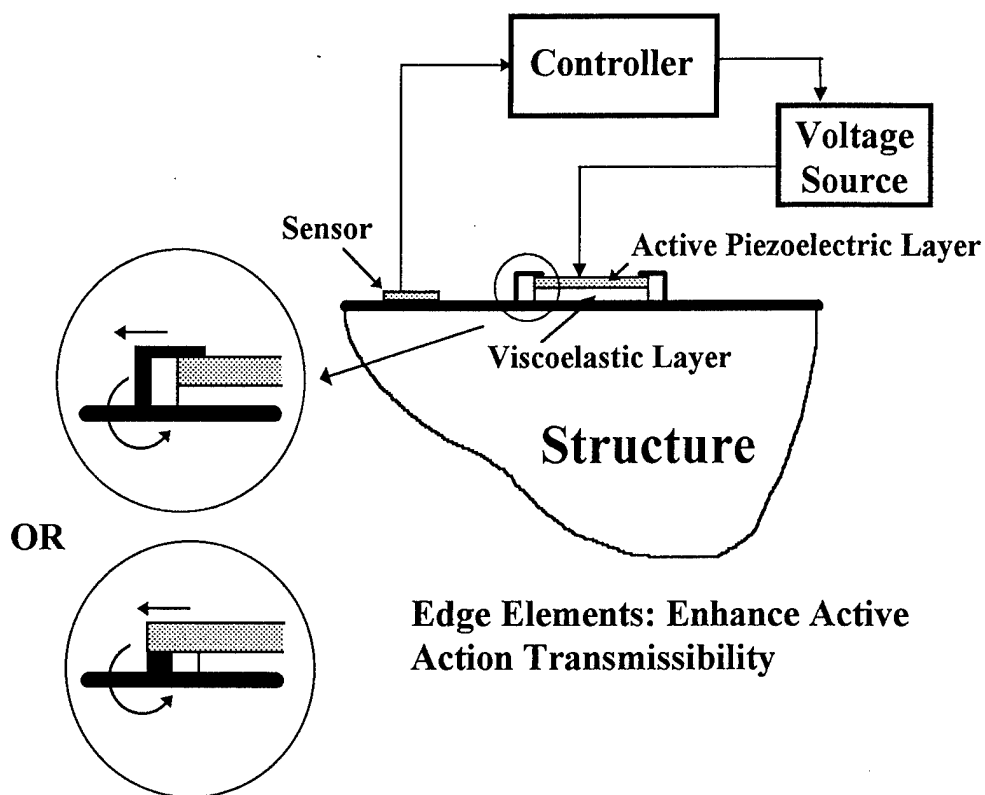 Controller
Voltage
Source
Sensor
Active Piezoelectric Layer
Viscoelastic Layer
Structure
OR
Edge Elements: Enhance Active
Action Transmissibility